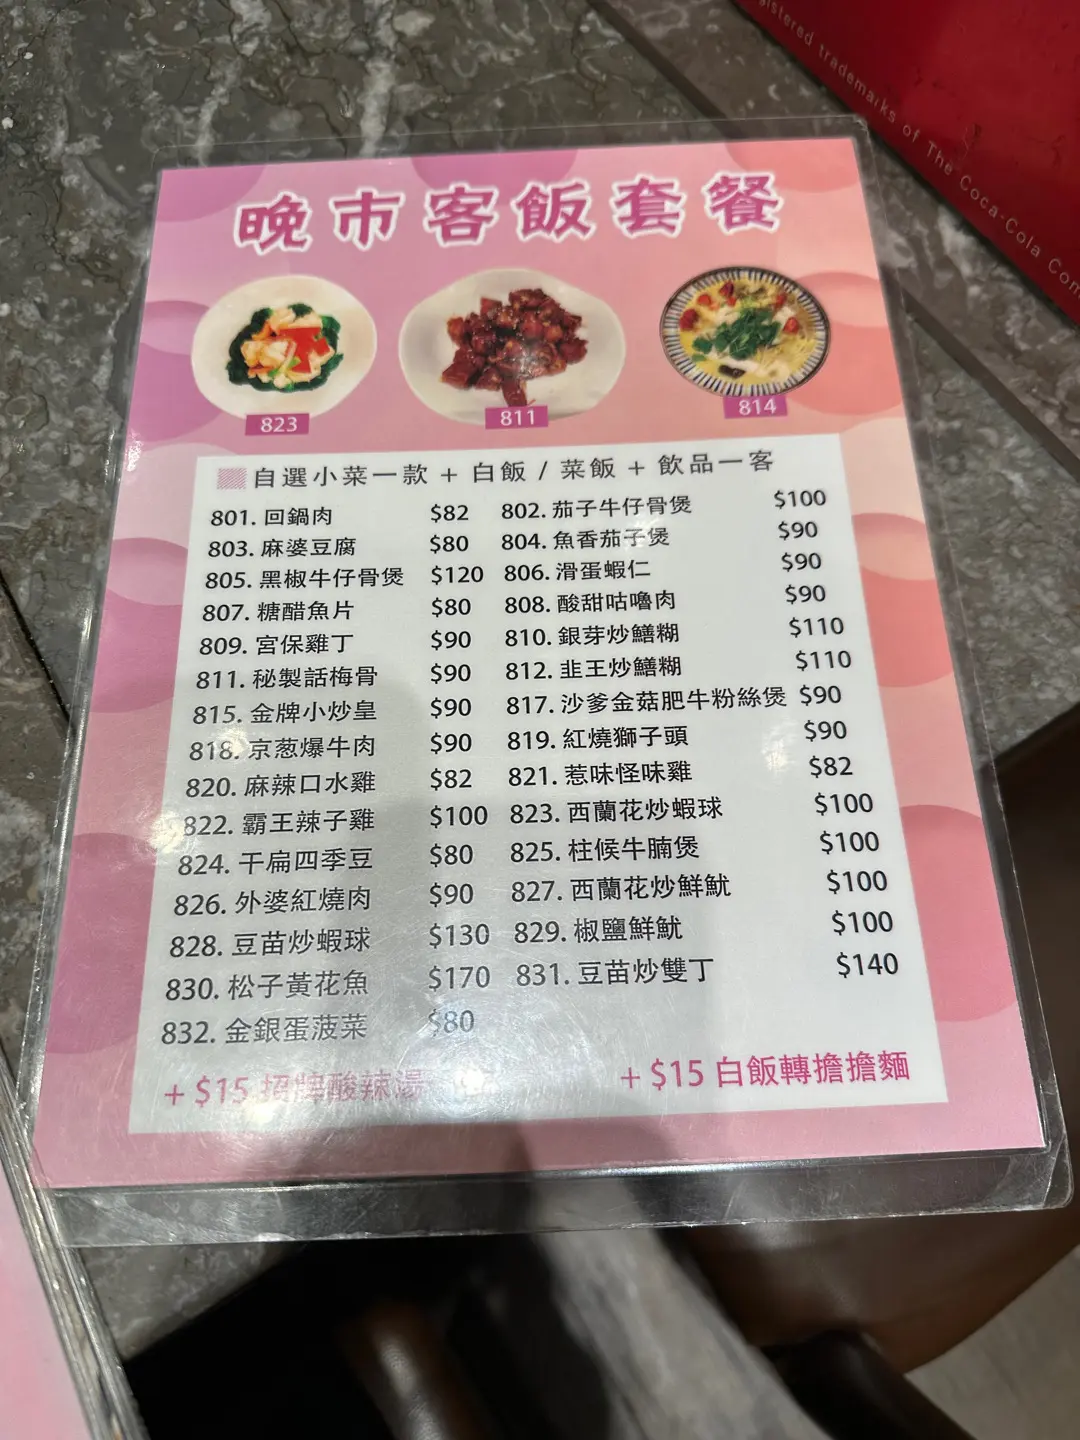 istered trademarks of The Coca-Cola Com
晚市客飯套餐
823
811
814
自選小菜一款 + 白飯 / 菜飯 + 飲品一客
801. 回鍋肉 $82 802. 茄子牛仔骨煲 $100
803. 麻婆豆腐 $80 804. 魚香茄子煲 $90
805. 黑椒牛仔骨煲 $120 806. 滑蛋蝦仁 $90
807. 糖醋魚片 $80 808. 酸甜咕嚕肉 $90
809. 宮保雞丁 $90 810. 銀芽炒鱔糊 $110
811. 秘製話梅骨 $90 812. 韭王炒鱔糊 $110
815. 金牌小炒皇 $90 817. 沙爹金菇肥牛粉絲煲 $90
818. 京葱爆牛肉 $90 819. 紅燒獅子頭 $90
820. 麻辣口水雞 $82 821. 惹味怪味雞 $82
822. 霸王辣子雞 $100 823. 西蘭花炒蝦球 $100
824. 干扁四季豆 $80 825. 柱候牛腩煲 $100
826. 外婆紅燒肉 $90 827. 西蘭花炒鮮魷 $100
828. 豆苗炒蝦球 $130 829. 椒鹽鮮魷 $100
830. 松子黃花魚 $170 831. 豆苗炒雙丁 $140
832. 金銀蛋菠菜 $80
+ $15 招牌酸辣湯 + $15 白飯轉擔擔麵